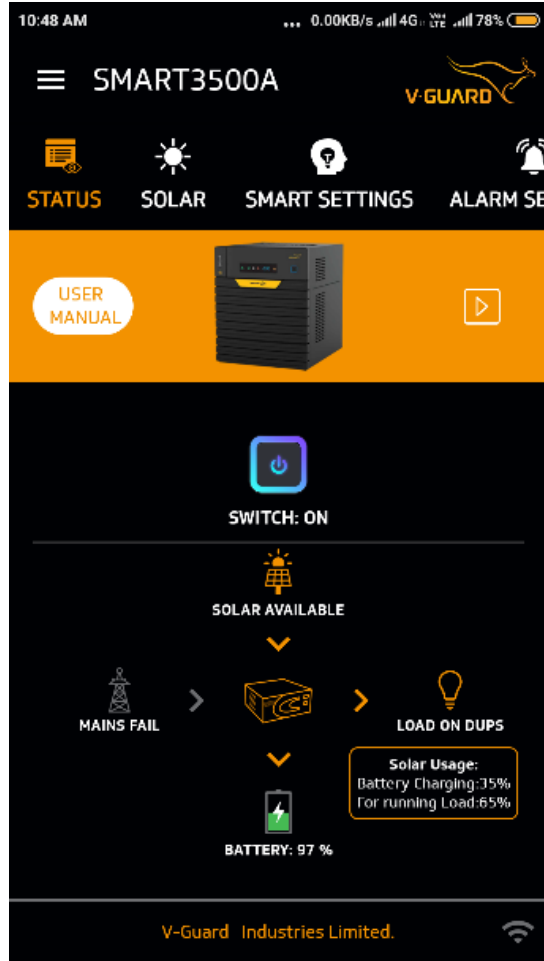 10:48 AM ... 0.00KB/s 4G VoLTE 78%
SMART3500A
V-GUARD
STATUS SOLAR SMART SETTINGS ALARM SE
USER
MANUAL
SWITCH: ON
SOLAR AVAILABLE
MAINS FAIL
LOAD ON DUPS
Solar Usage:
Battery Charging:35%
For running Load:65%
BATTERY: 97 %
V-Guard Industries Limited.